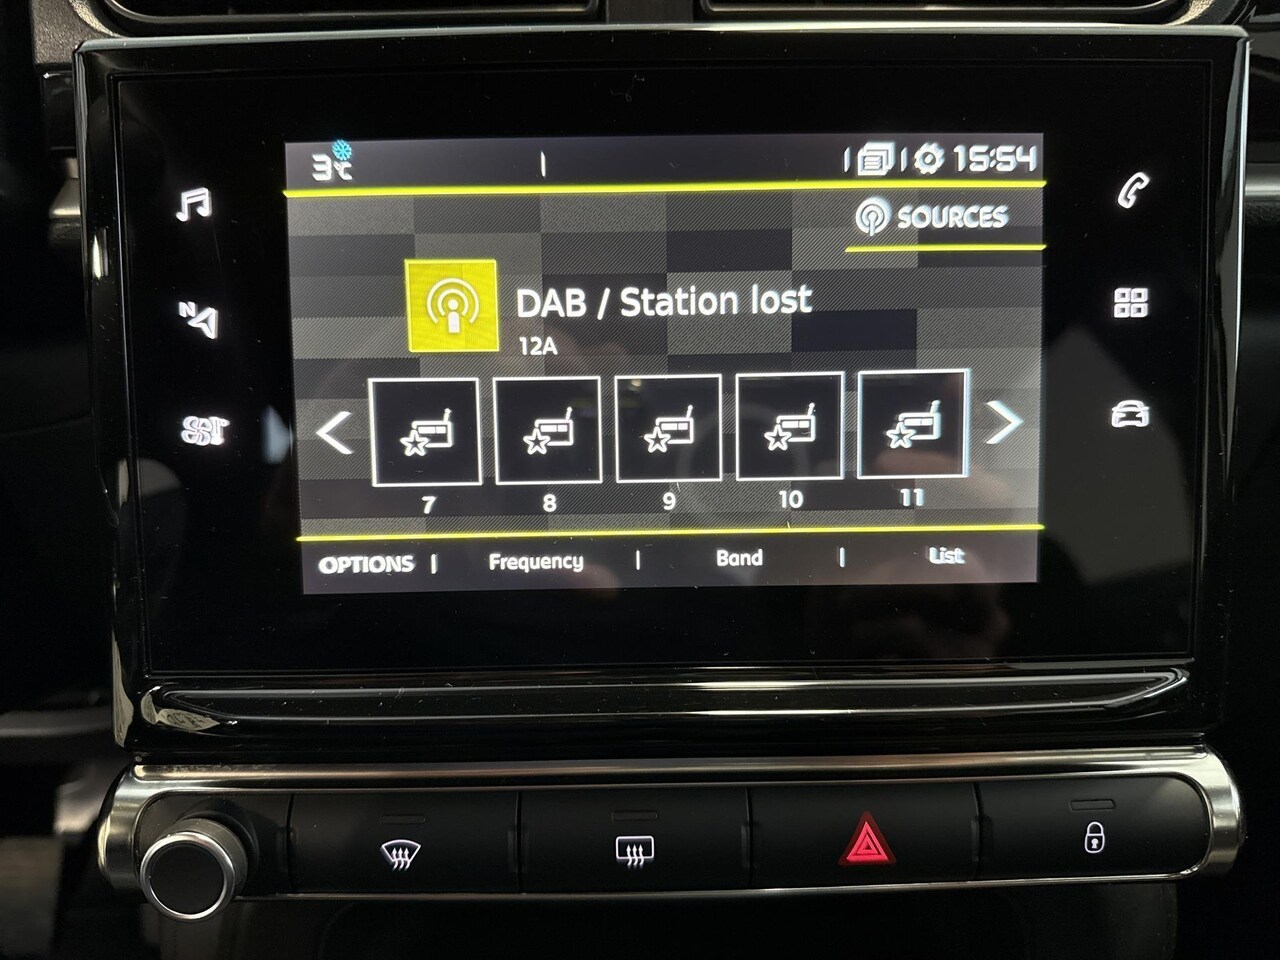 3°C 15:54
SOURCES
DAB / Station lost
12A
7 8 9 10 11
OPTIONS Frequency Band List
N